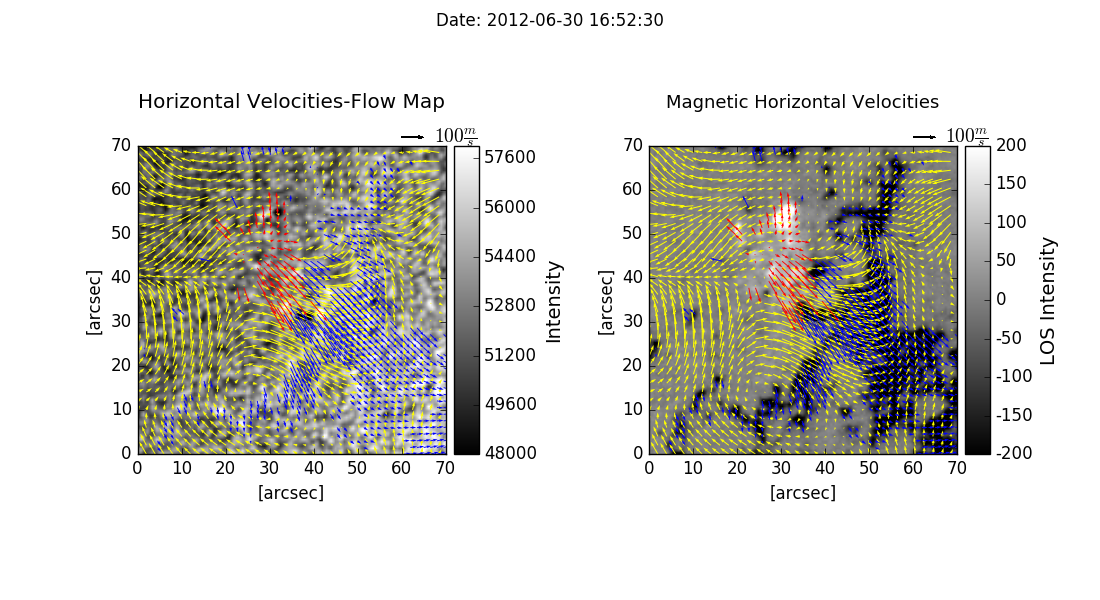 Date: 2012-06-30 16:52:30
Horizontal Velocities-Flow Map
100 m/s
70
60
50
40
30
20
10
0
[arcsec]
0 10 20 30 40 50 60 70
[arcsec]
57600
56000
54400
52800
51200
49600
48000
Intensity
Magnetic Horizontal Velocities
100 m/s
70
60
50
40
30
20
10
0
[arcsec]
0 10 20 30 40 50 60 70
[arcsec]
200
150
100
50
0
-50
-100
-150
-200
LOS Intensity